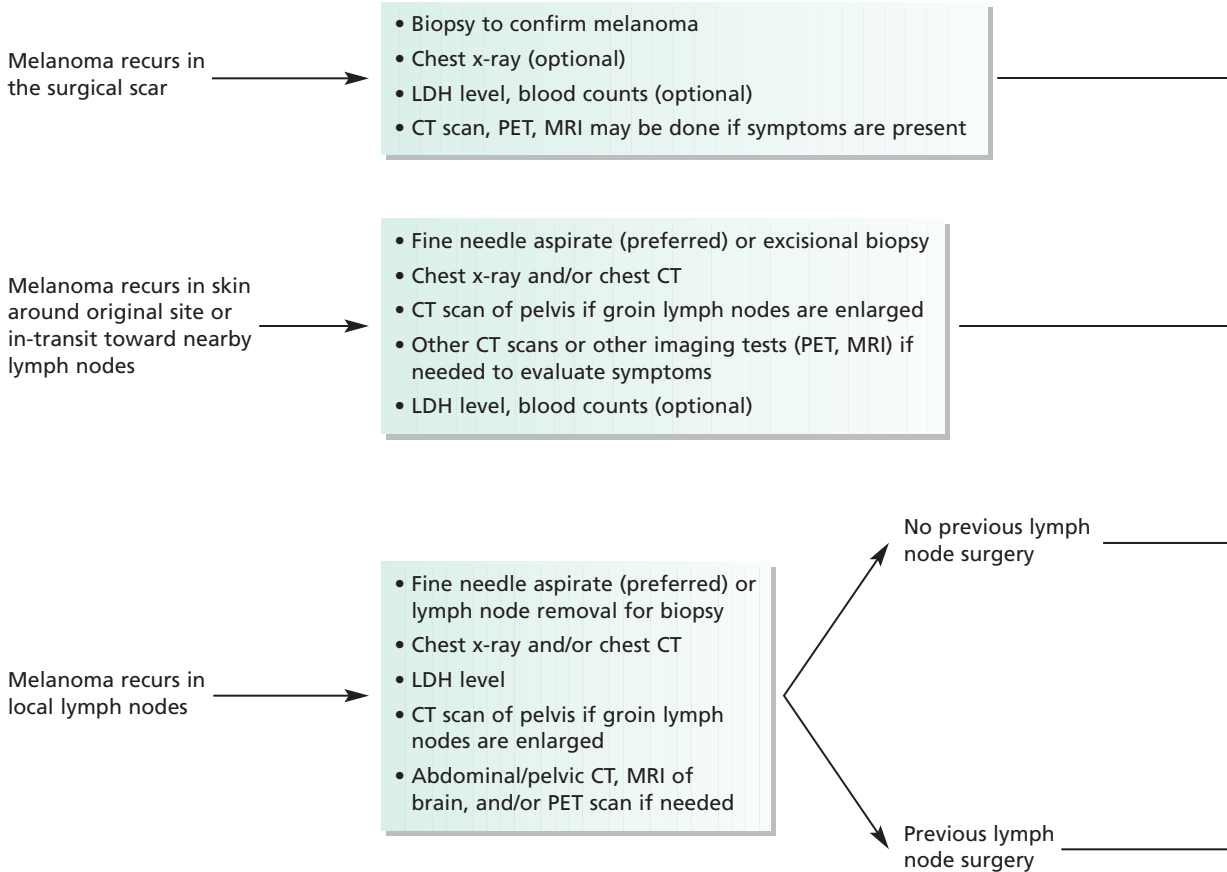 Melanoma recurs in
the surgical scar
• Biopsy to confirm melanoma
• Chest x-ray (optional)
• LDH level, blood counts (optional)
• CT scan, PET, MRI may be done if symptoms are present
Melanoma recurs in skin
around original site or
in-transit toward nearby
lymph nodes
• Fine needle aspirate (preferred) or excisional biopsy
• Chest x-ray and/or chest CT
• CT scan of pelvis if groin lymph nodes are enlarged
• Other CT scans or other imaging tests (PET, MRI) if
needed to evaluate symptoms
• LDH level, blood counts (optional)
Melanoma recurs in
local lymph nodes
• Fine needle aspirate (preferred) or
lymph node removal for biopsy
• Chest x-ray and/or chest CT
• LDH level
• CT scan of pelvis if groin lymph
nodes are enlarged
• Abdominal/pelvic CT, MRI of
brain, and/or PET scan if needed
No previous lymph
node surgery
Previous lymph
node surgery